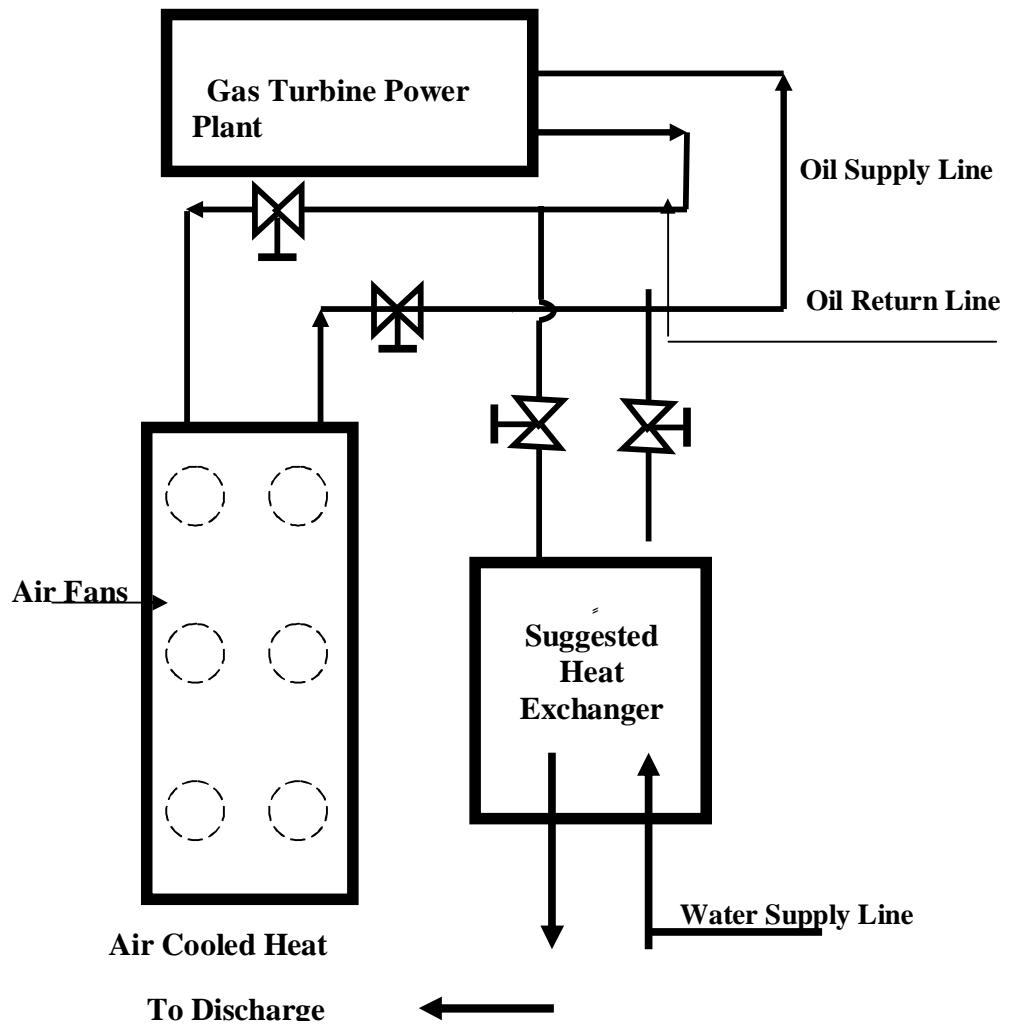 Gas Turbine Power
Plant
Oil Supply Line
Oil Return Line
Air Fans
Suggested
Heat
Exchanger
Water Supply Line
Air Cooled Heat
To Discharge